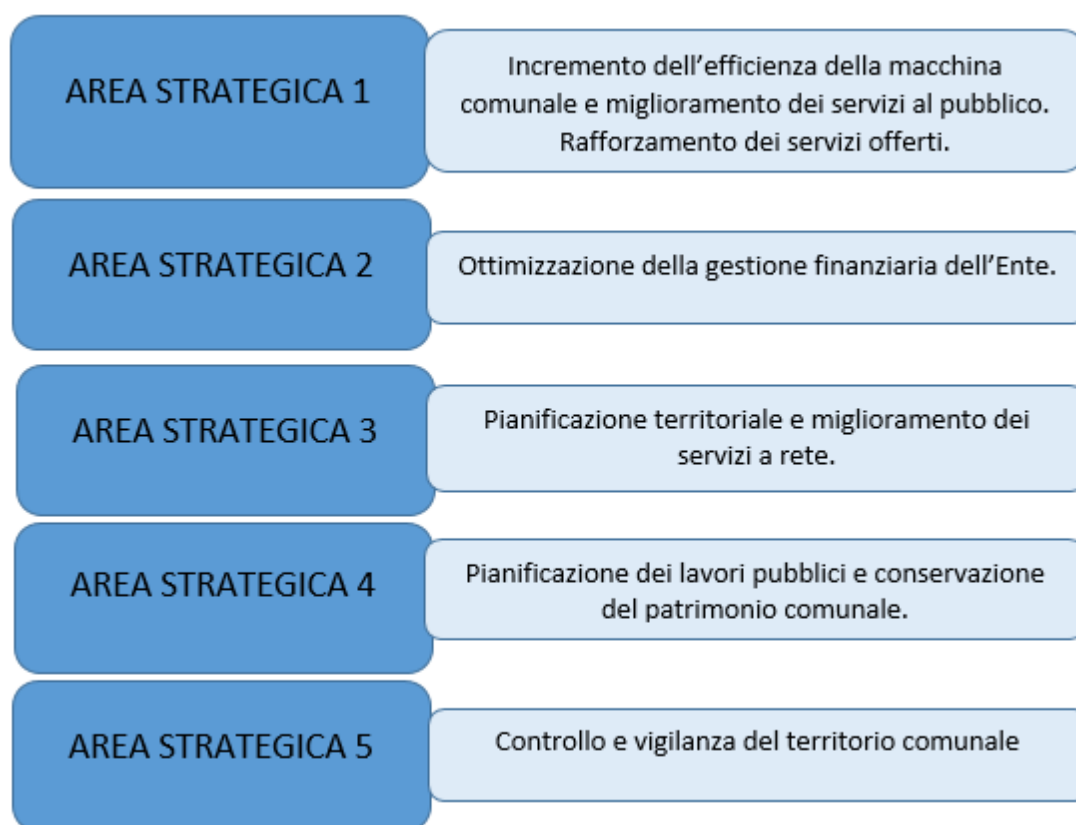 AREA STRATEGICA 1
Incremento dell’efficienza della macchina
comunale e miglioramento dei servizi al pubblico.
Rafforzamento dei servizi offerti.
AREA STRATEGICA 2
Ottimizzazione della gestione finanziaria dell’Ente.
AREA STRATEGICA 3
Pianificazione territoriale e miglioramento dei
servizi a rete.
AREA STRATEGICA 4
Pianificazione dei lavori pubblici e conservazione
del patrimonio comunale.
AREA STRATEGICA 5
Controllo e vigilanza del territorio comunale